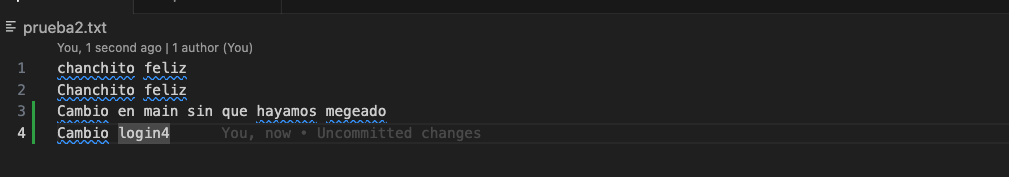 prueba2.txt
You, 1 second ago | 1 author (You)
1 chanchito feliz
2 Chanchito feliz
3 Cambio en main sin que hayamos megeado
4 Cambio login4 You, now • Uncommitted changes